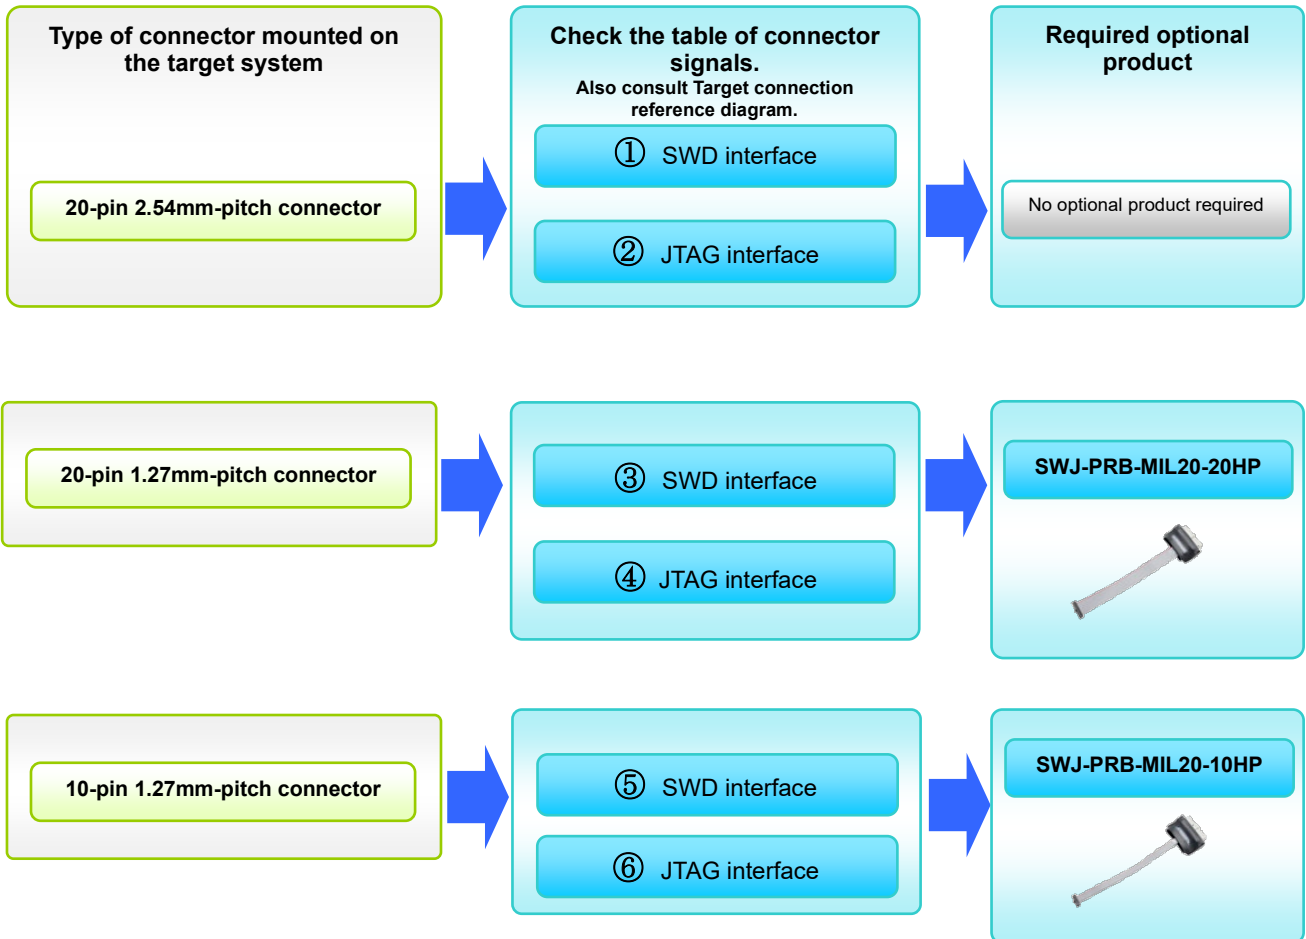 Type of connector mounted on
the target system
Check the table of connector
signals.
Also consult Target connection
reference diagram.
Required optional
product
20-pin 2.54mm-pitch connector
① SWD interface
② JTAG interface
No optional product required
20-pin 1.27mm-pitch connector
③ SWD interface
④ JTAG interface
SWJ-PRB-MIL20-20HP
10-pin 1.27mm-pitch connector
⑤ SWD interface
⑥ JTAG interface
SWJ-PRB-MIL20-10HP